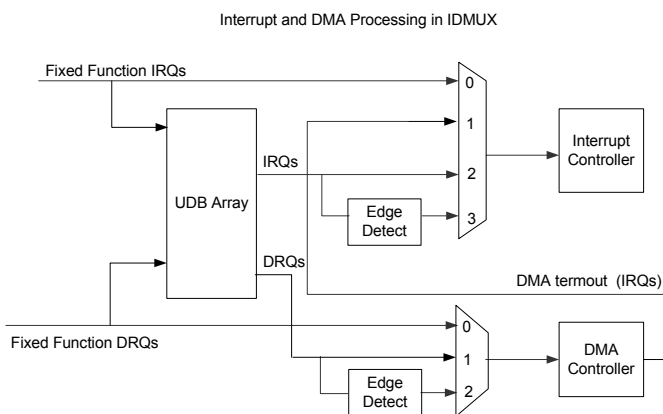 Interrupt and DMA Processing in IDMUX
Fixed Function IRQs
0
1
2
3
Interrupt
Controller
UDB Array
IRQs
Edge
Detect
DRQs
DMA termout (IRQs)
Fixed Function DRQs
0
1
2
Edge
Detect
DMA
Controller